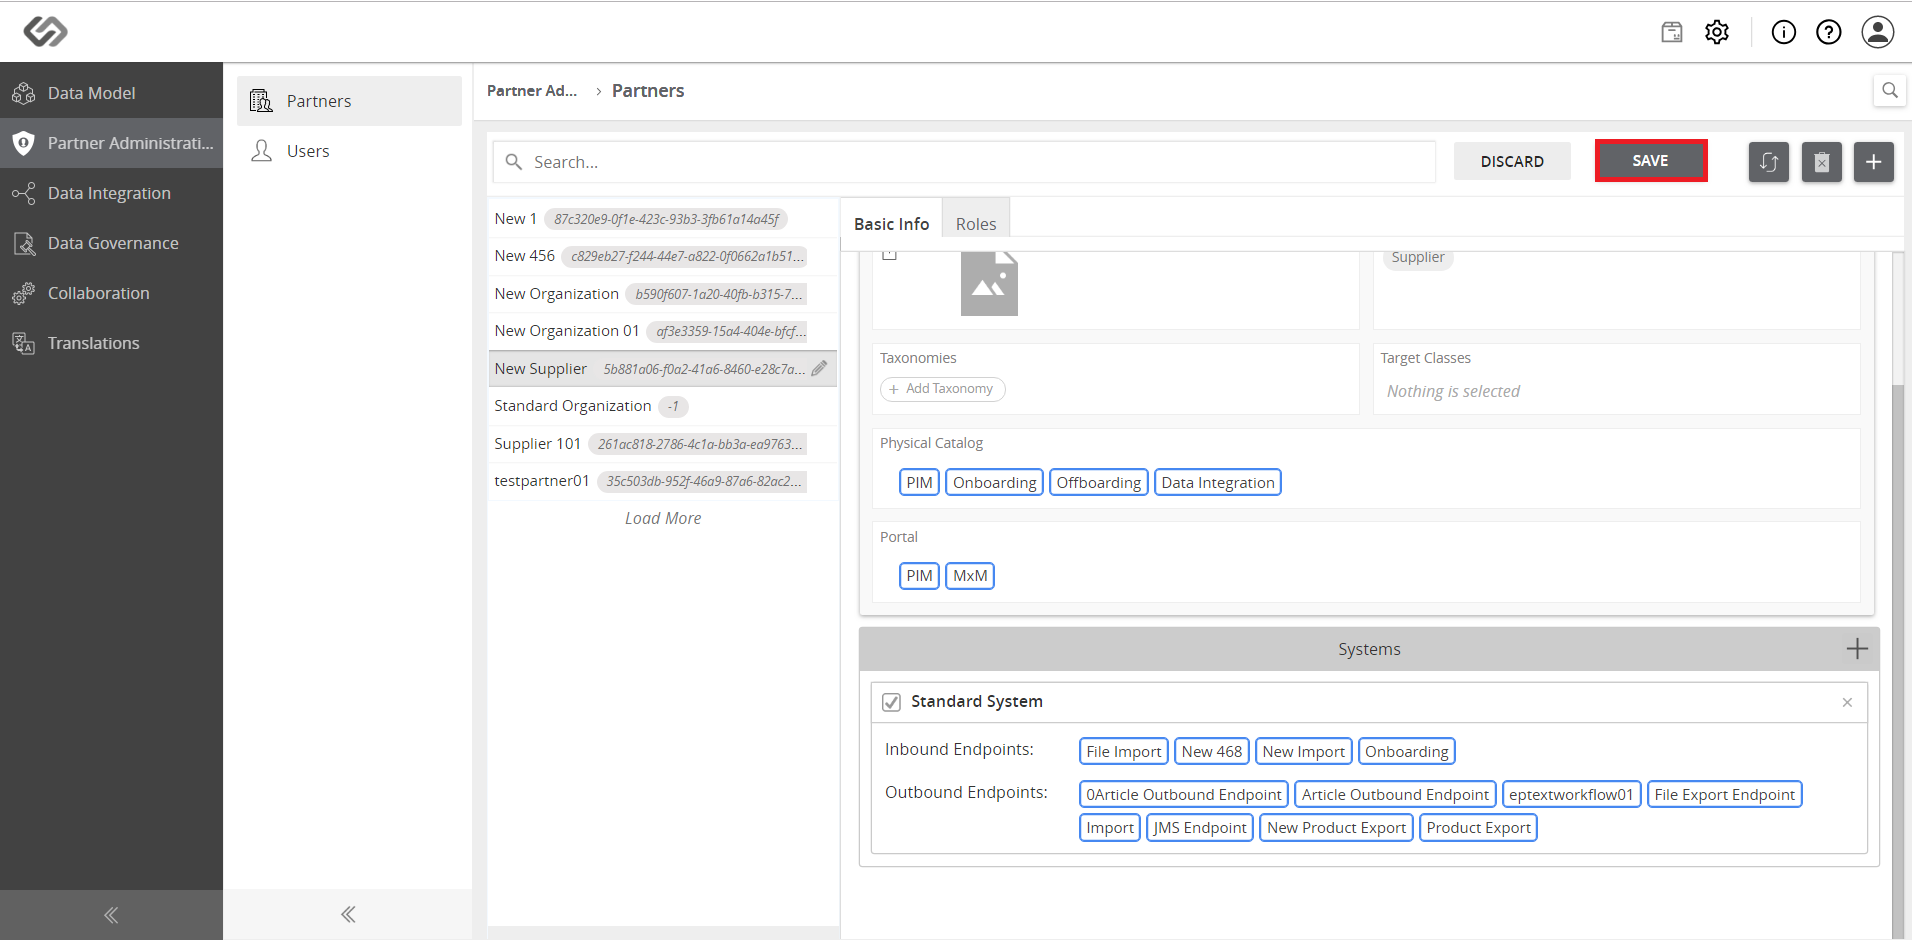 Data Model
Partner Administrati...
Data Integration
Data Governance
Collaboration
Translations
Partners
Users
Partner Ad... › Partners
Search...
DISCARD
SAVE
New 1 87c320e9-0f1e-423c-93b3-3fb61a14a45f
New 456 c829eb27-f244-44e7-a822-0f0662a1b51...
New Organization b590f607-1a20-40fb-b315-7...
New Organization 01 af3e3359-15a4-404e-bfcf...
New Supplier 5b881a06-f0a2-41a6-8460-e28c7a...
Standard Organization -1
Supplier 101 261ac818-2786-4c1a-bb3a-ea9763...
testpartner01 35c503db-952f-46a9-87a6-82ac2...
Load More
Basic Info Roles
Supplier
Taxonomies
+ Add Taxonomy
Target Classes
Nothing is selected
Physical Catalog
PIM Onboarding Offboarding Data Integration
Portal
PIM MxM
Systems
Standard System
Inbound Endpoints: File Import New 468 New Import Onboarding
Outbound Endpoints: 0Article Outbound Endpoint Article Outbound Endpoint eptextworkflow01 File Export Endpoint
Import JMS Endpoint New Product Export Product Export